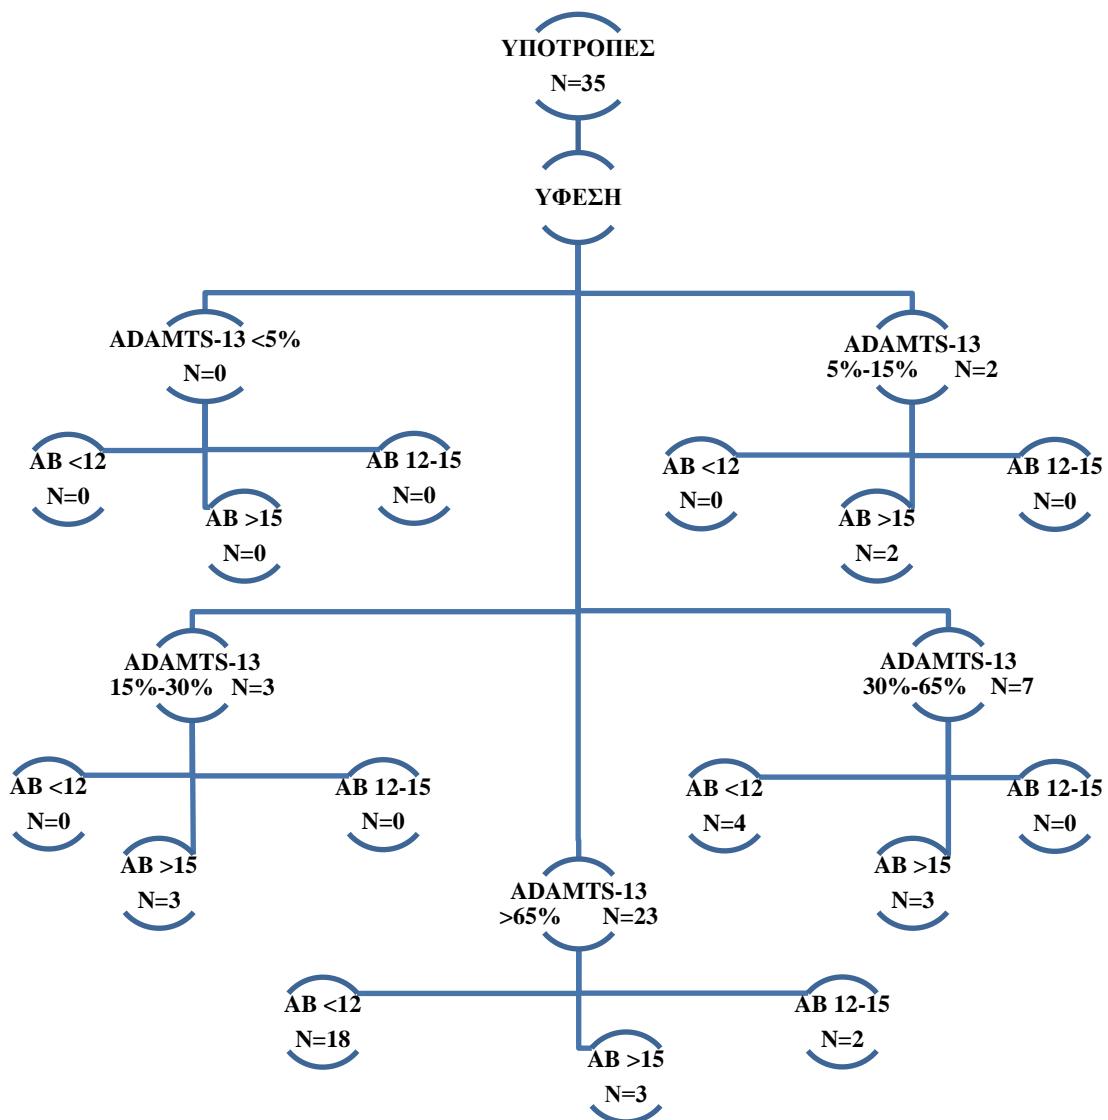 ΥΠΟΤΡΟΠΕΣ
N=35
ΥΦΕΣΗ
ADAMTS-13 <5%
N=0
AB <12
N=0
AB >15
N=0
AB 12-15
N=0
ADAMTS-13
5%-15% N=2
AB <12
N=0
AB >15
N=2
AB 12-15
N=0
ADAMTS-13
15%-30% N=3
AB <12
N=0
AB >15
N=3
AB 12-15
N=0
ADAMTS-13
30%-65% N=7
AB <12
N=4
AB >15
N=3
AB 12-15
N=0
ADAMTS-13
>65% N=23
AB <12
N=18
AB >15
N=3
AB 12-15
N=2